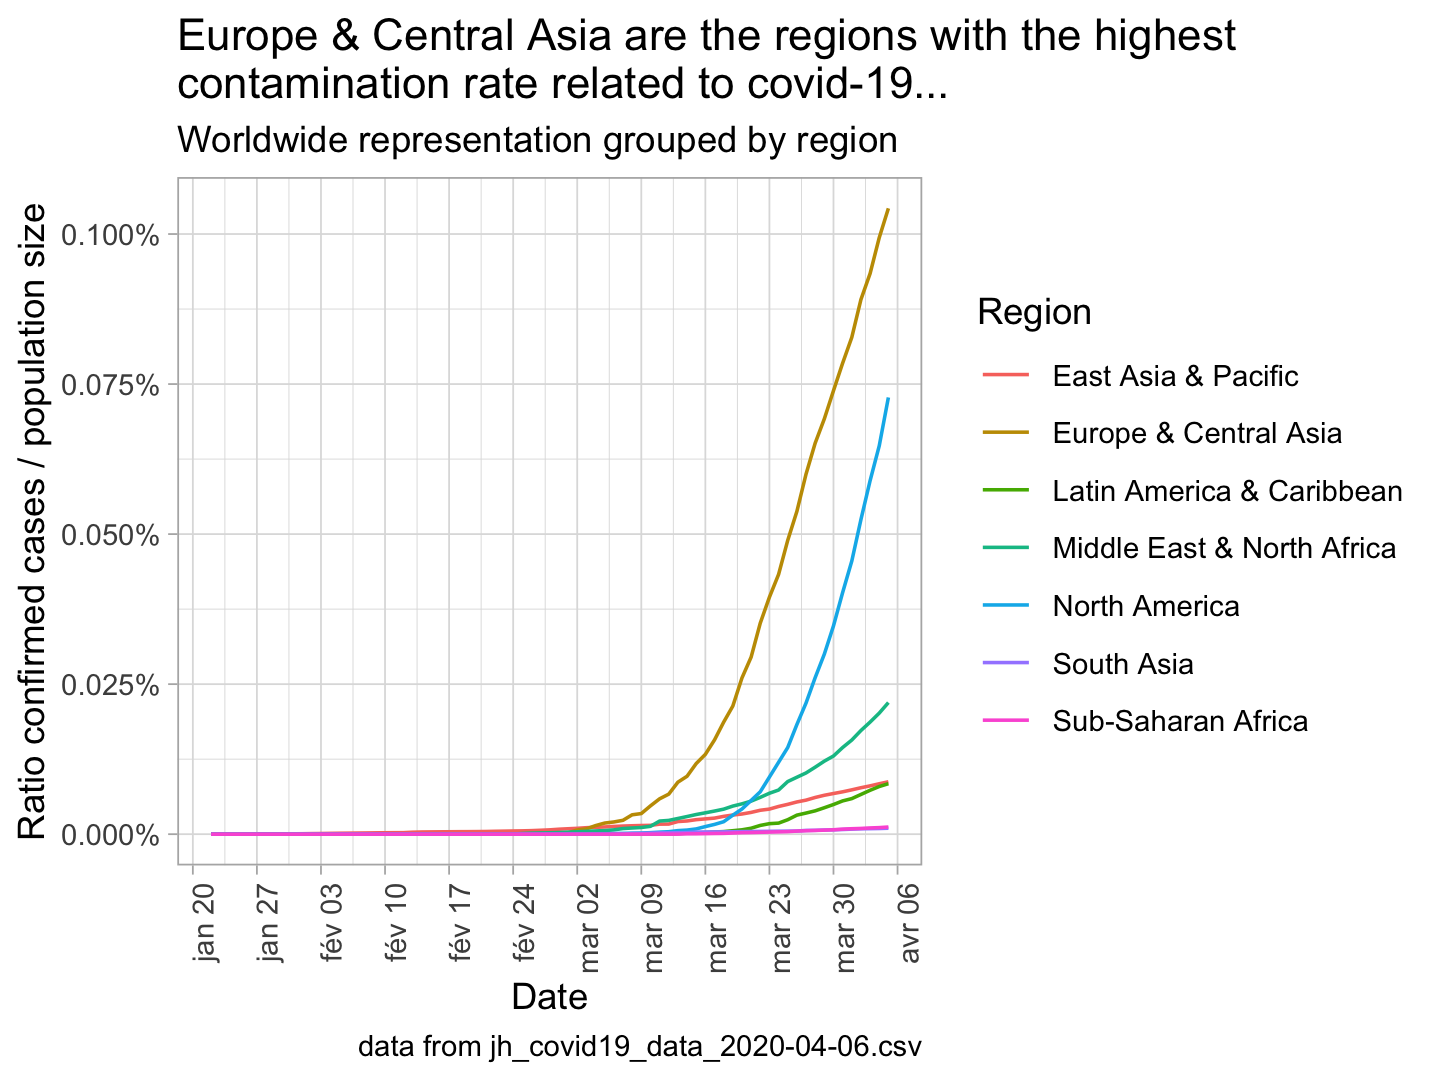 Europe & Central Asia are the regions with the highest
contamination rate related to covid-19...
Worldwide representation grouped by region
Ratio confirmed cases / population size
0.100%
0.075%
0.050%
0.025%
0.000%
jan 20
jan 27
fév 03
fév 10
fév 17
fév 24
mar 02
mar 09
mar 16
mar 23
mar 30
avr 06
Date
Region
East Asia & Pacific
Europe & Central Asia
Latin America & Caribbean
Middle East & North Africa
North America
South Asia
Sub-Saharan Africa
data from jh_covid19_data_2020-04-06.csv